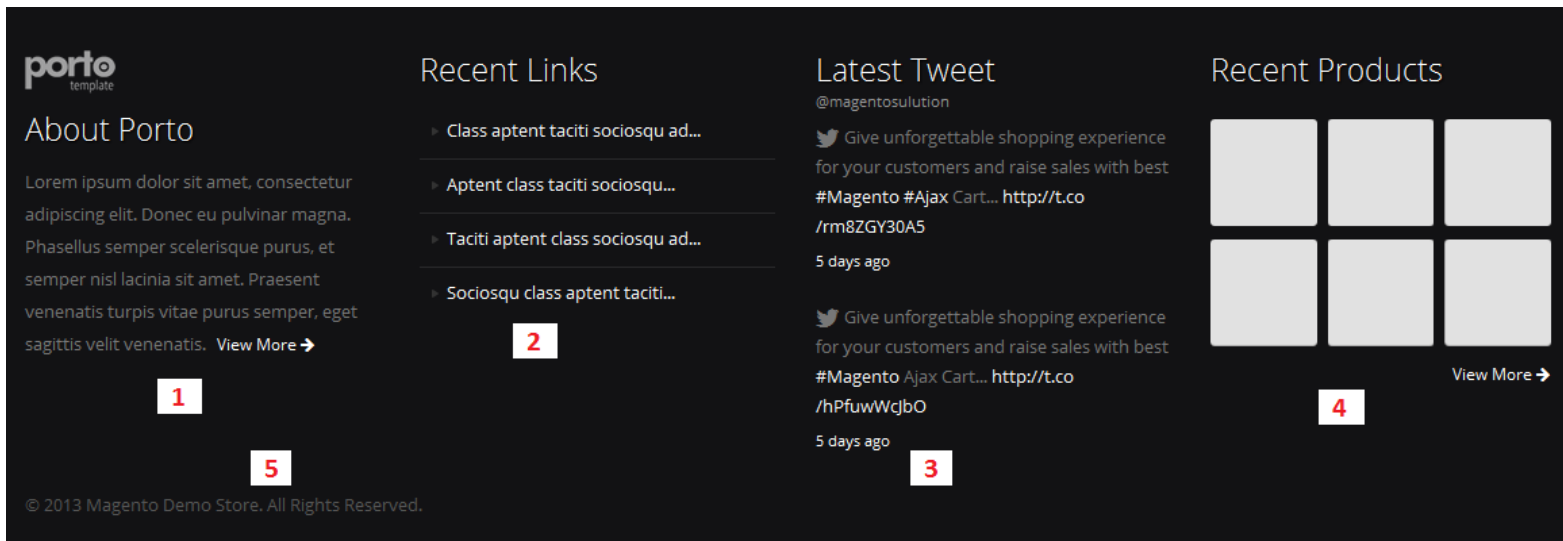 porto
template
About Porto
Lorem ipsum dolor sit amet, consectetur
adipiscing elit. Donec eu pulvinar magna.
Phasellus semper scelerisque purus, et
semper nisl lacinia sit amet. Praesent
venenatis turpis vitae purus semper, eget
sagittis velit venenatis. View More →
1
Recent Links
Class aptent taciti sociosqu ad...
Aptent class taciti sociosqu...
Taciti aptent class sociosqu ad...
Sociosqu class aptent taciti...
2
Latest Tweet
@magentosulution
Give unforgettable shopping experience
for your customers and raise sales with best
#Magento #Ajax Cart... http://t.co
/rm8ZGY30A5
5 days ago
Give unforgettable shopping experience
for your customers and raise sales with best
#Magento Ajax Cart... http://t.co
/hPfuwWcJbO
5 days ago
3
Recent Products
View More →
4
5
© 2013 Magento Demo Store. All Rights Reserved.